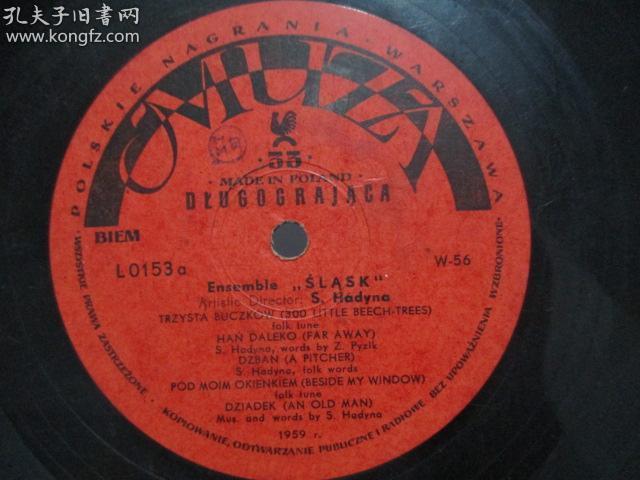 孔夫子旧书网
www.kongfz.com
POLSKIE NAGRANIA · WARSZAWA
MUZA
33
· MADE IN POLAND ·
DŁUGOGRAJĄCA
BIEM
L0153a
W-56
Ensemble „ŚLĄSK"
Artistic Director: S. Hadyna
TRZYSTA BUCZKÓW (300 LITTLE BEECH-TREES)
folk tune
HAŃ DALEKO (FAR AWAY)
S. Hadyna, words by Z. Pyzik
DZBAN (A PITCHER)
S. Hadyna, folk words
POD MOIM OKIENKIEM (BESIDE MY WINDOW)
folk tune
DZIADEK (AN OLD MAN)
Mus. and words by S. Hadyna
1959 r.
· WSZELKIE PRAWA ZASTRZEŻONE · KOPIOWANIE, ODTWARZANIE PUBLICZNE I RADIOWE BEZ UPOWAŻNIENIA WZBRONIONE ·